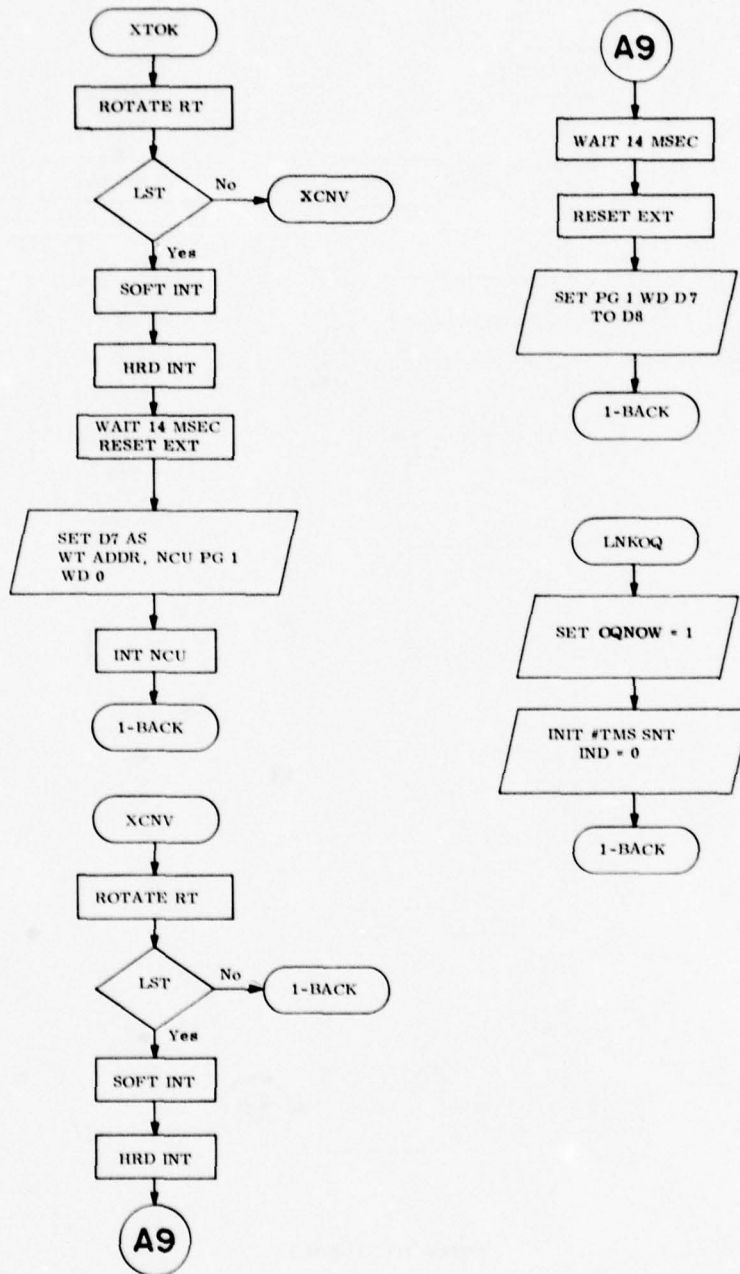 XTOK
ROTATE RT
LST
No
XCNV
Yes
SOFT INT
HRD INT
WAIT 14 MSEC
RESET EXT
SET D7 AS
WT ADDR, NCU PG 1
WD 0
INT NCU
1-BACK
XCNV
ROTATE RT
LST
No
1-BACK
Yes
SOFT INT
HRD INT
A9
A9
WAIT 14 MSEC
RESET EXT
SET PG 1 WD D7
TO D8
1-BACK
LNKOQ
SET OQNOW = 1
INIT #TMS SNT
IND = 0
1-BACK